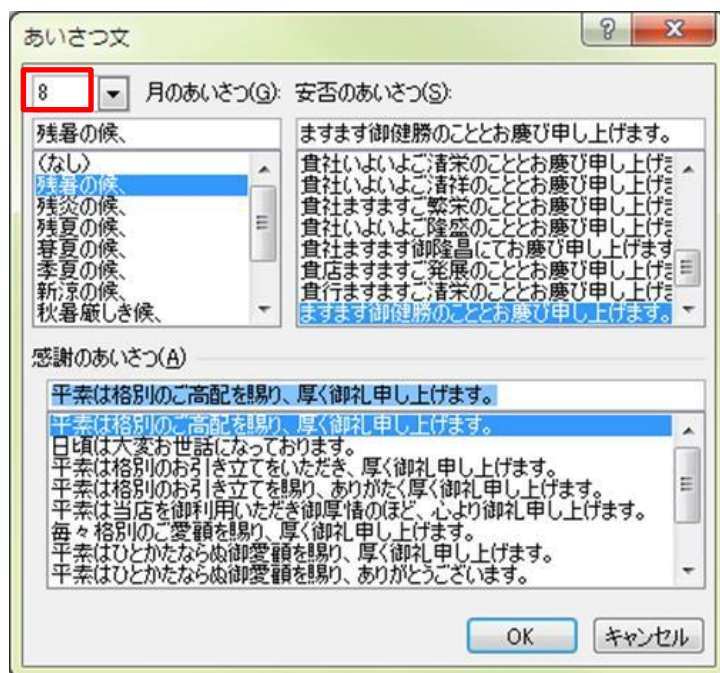 あいさつ文
8 月のあいさつ(G): 安否のあいさつ(S):
残暑の候、
ますます御健勝のこととお慶び申し上げます。
(なし)
残暑の候、
残炎の候、
残夏の候、
暮夏の候、
季夏の候、
新涼の候、
秋暑厳しき候、
貴社いよいよご清栄のこととお慶び申し上げま
貴社いよいよご清祥のこととお慶び申し上げま
貴社ますますご繁栄のこととお慶び申し上げま
貴社いよいよご隆盛のこととお慶び申し上げま
貴社ますます御隆昌にてお慶び申し上げます
貴店ますますご発展のこととお慶び申し上げま
貴行ますますご清栄のこととお慶び申し上げま
ますます御健勝のこととお慶び申し上げます。
感謝のあいさつ(A)
平素は格別のご高配を賜り、厚く御礼申し上げます。
平素は格別のご高配を賜り、厚く御礼申し上げます。
日頃は大変お世話になっております。
平素は格別のお引き立てをいただき、厚く御礼申し上げます。
平素は格別のお引き立てを賜り、ありがたく厚く御礼申し上げます。
平素は当店を御利用いただき御厚情のほど、心より御礼申し上げます。
毎々格別のご愛顧を賜り、厚く御礼申し上げます。
平素はひとかたならぬ御愛顧を賜り、厚く御礼申し上げます。
平素はひとかたならぬ御愛顧を賜り、ありがとうございます。
OK キャンセル